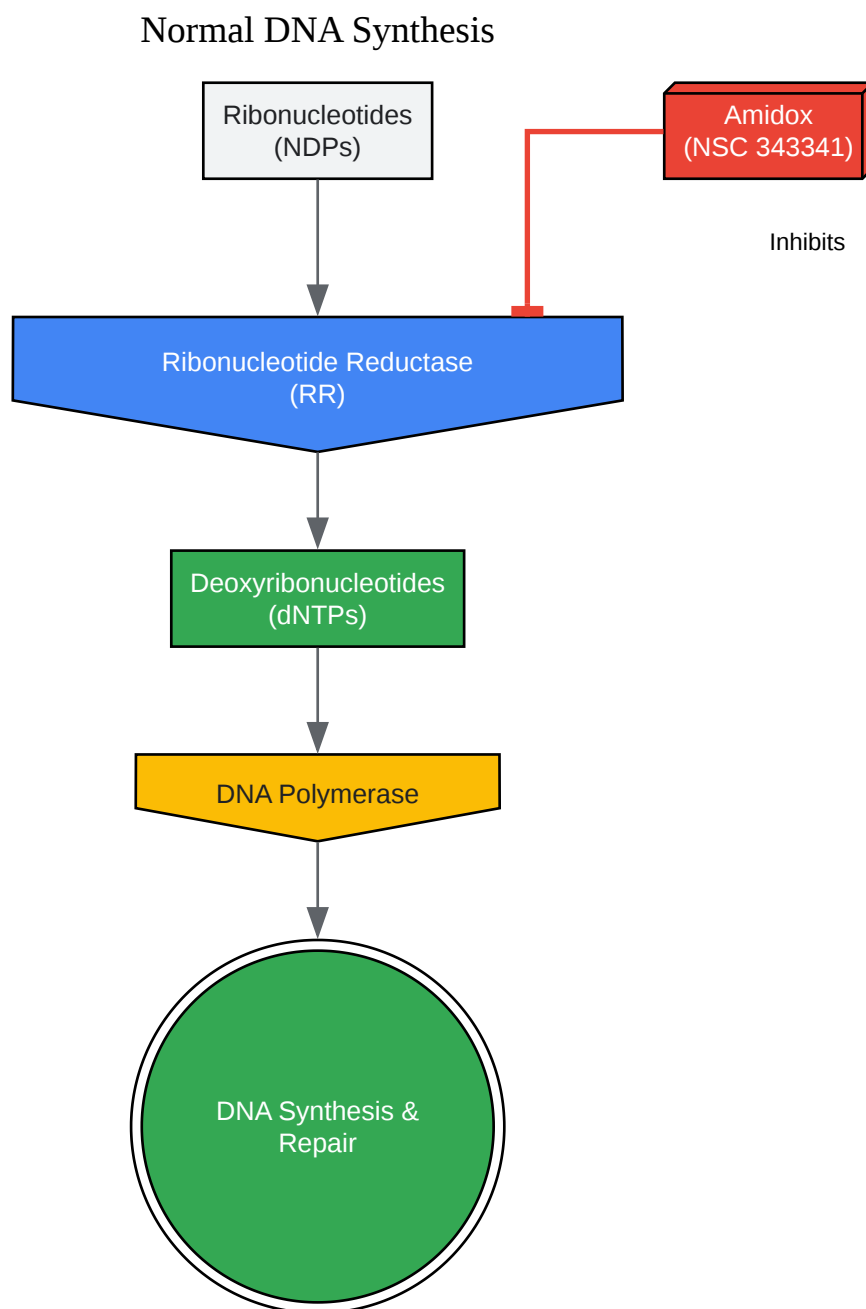 Normal DNA Synthesis
Ribonucleotides
(NDPs)
Amidox
(NSC 343341)
Inhibits
Ribonucleotide Reductase
(RR)
Deoxyribonucleotides
(dNTPs)
DNA Polymerase
DNA Synthesis &
Repair